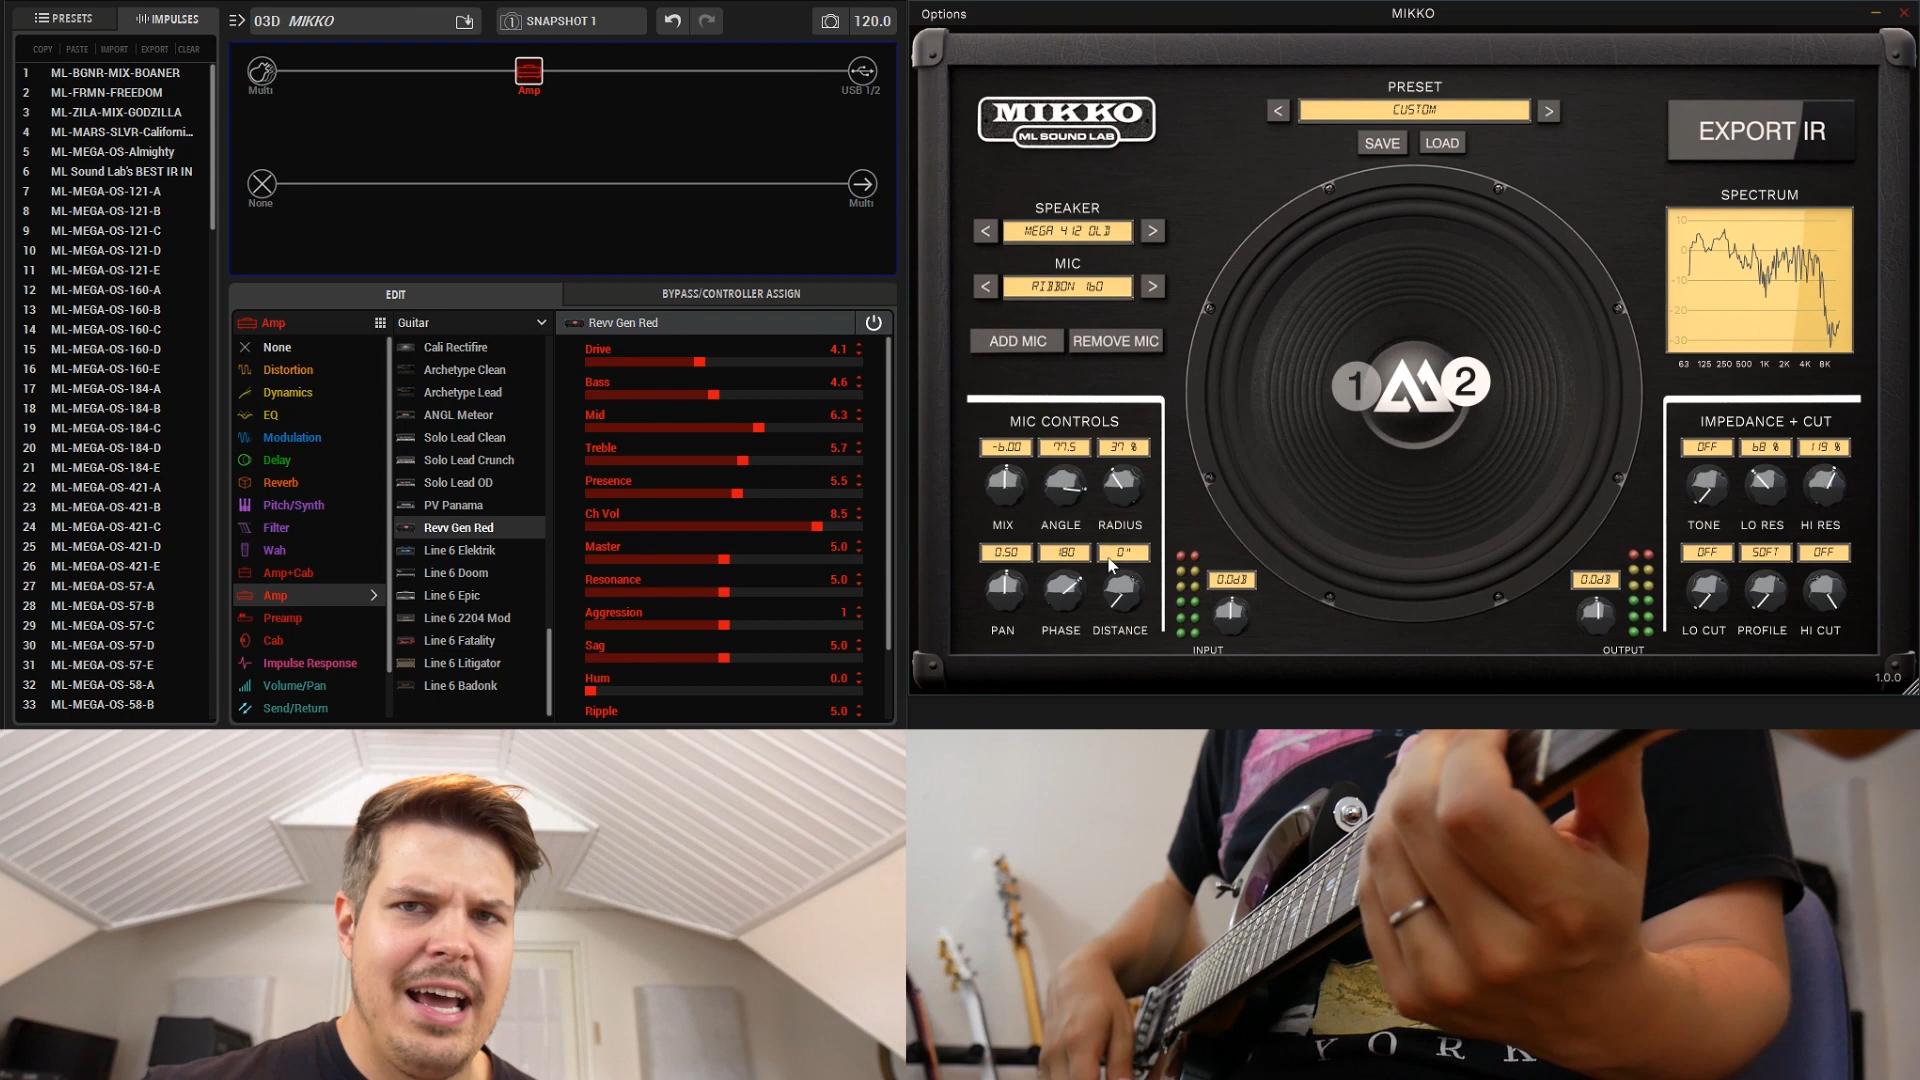 PRESETS
IMPULSES
COPY PASTE IMPORT EXPORT CLEAR
1 ML-BGNR-MIX-BOANER
2 ML-FRMN-FREEDOM
3 ML-ZILA-MIX-GODZILLA
4 ML-MARS-SLVR-Californi...
5 ML-MEGA-OS-Almighty
6 ML Sound Lab's BEST IR IN
7 ML-MEGA-OS-121-A
8 ML-MEGA-OS-121-B
9 ML-MEGA-OS-121-C
10 ML-MEGA-OS-121-D
11 ML-MEGA-OS-121-E
12 ML-MEGA-OS-160-A
13 ML-MEGA-OS-160-B
14 ML-MEGA-OS-160-C
15 ML-MEGA-OS-160-D
16 ML-MEGA-OS-160-E
17 ML-MEGA-OS-184-A
18 ML-MEGA-OS-184-B
19 ML-MEGA-OS-184-C
20 ML-MEGA-OS-184-D
21 ML-MEGA-OS-184-E
22 ML-MEGA-OS-421-A
23 ML-MEGA-OS-421-B
24 ML-MEGA-OS-421-C
25 ML-MEGA-OS-421-D
26 ML-MEGA-OS-421-E
27 ML-MEGA-OS-57-A
28 ML-MEGA-OS-57-B
29 ML-MEGA-OS-57-C
30 ML-MEGA-OS-57-D
31 ML-MEGA-OS-57-E
32 ML-MEGA-OS-58-A
33 ML-MEGA-OS-58-B
03D MIKKO
1 SNAPSHOT 1
120.0
Multi
Amp
USB 1/2
None
Multi
EDIT
BYPASS/CONTROLLER ASSIGN
Amp
None
Distortion
Dynamics
EQ
Modulation
Delay
Reverb
Pitch/Synth
Filter
Wah
Amp+Cab
Amp
Preamp
Cab
Impulse Response
Volume/Pan
Send/Return
Guitar
Cali Rectifire
Archetype Clean
Archetype Lead
ANGL Meteor
Solo Lead Clean
Solo Lead Crunch
Solo Lead OD
PV Panama
Revv Gen Red
Line 6 Elektrik
Line 6 Doom
Line 6 Epic
Line 6 2204 Mod
Line 6 Fatality
Line 6 Litigator
Line 6 Badonk
Revv Gen Red
Drive 4.1
Bass 4.6
Mid 6.3
Treble 5.7
Presence 5.5
Ch Vol 8.5
Master 5.0
Resonance 5.0
Aggression 1
Sag 5.0
Hum 0.0
Ripple 5.0
Options
MIKKO
MIKKO
ML SOUND LAB
PRESET
< CUSTOM >
SAVE LOAD
EXPORT IR
SPEAKER
< MEGA 412 OLD >
MIC
< RIBBON 160 >
ADD MIC
REMOVE MIC
1 2
SPECTRUM
10
0
-10
-20
-30
63 125 250 500 1K 2K 4K 8K
MIC CONTROLS
-6.00 77.5 37 %
MIX ANGLE RADIUS
0.50 180 0"
PAN PHASE DISTANCE
0.0dB
INPUT
0.0dB
OUTPUT
IMPEDANCE + CUT
OFF 68 % 119 %
TONE LO RES HI RES
OFF SOFT OFF
LO CUT PROFILE HI CUT
1.0.0
Y O R K